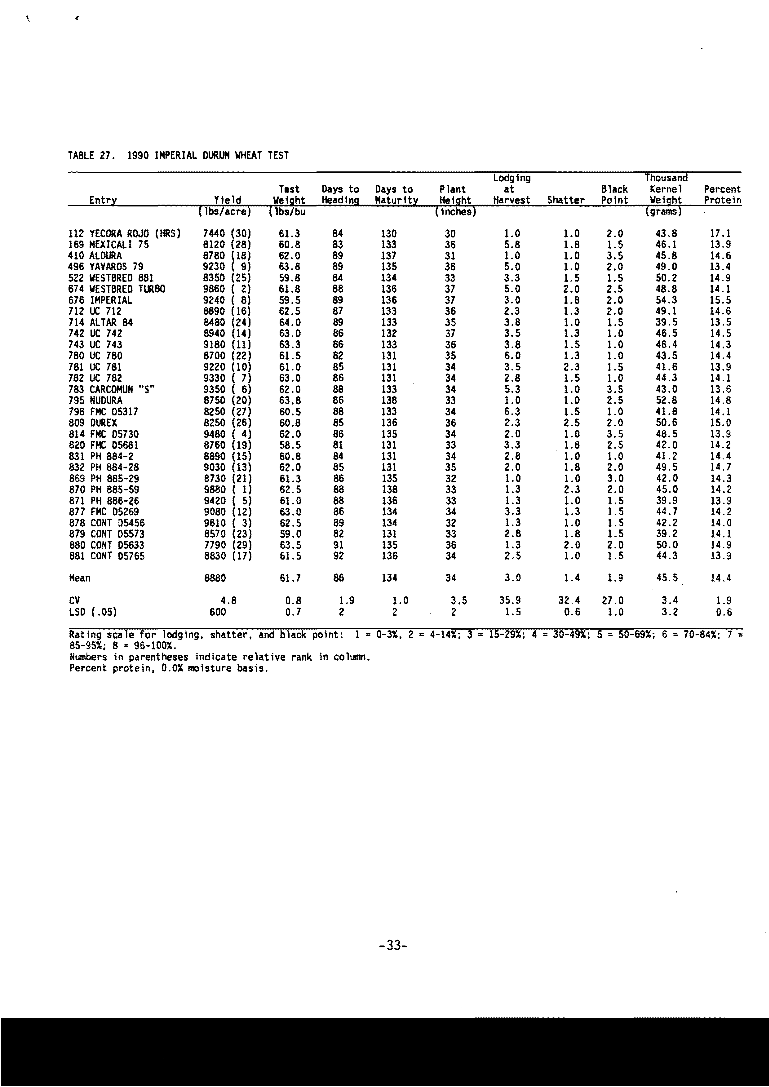 TABLE 27. 1990 IMPERIAL DURUM WHEAT TEST
Lodging Thousand
Test Days to Days to Plant at Black Kernel Percent
Entry Yield Weight Heading Maturity Height Harvest Shatter Point Weight Protein
(lbs/acre) (lbs/bu (inches) (grams)
112 YECORA ROJO (HRS) 7440 (30) 61.3 84 130 30 1.0 1.0 2.0 43.8 17.1
169 MEXICALI 75 8120 (28) 60.8 83 133 36 5.8 1.8 1.5 46.1 13.9
410 ALDURA 8780 (18) 62.0 89 137 31 1.0 1.0 3.5 45.8 14.6
496 YAVAROS 79 9230 ( 9) 63.8 89 135 36 5.0 1.0 2.0 49.0 13.4
522 WESTBRED 881 8350 (25) 59.8 84 134 33 3.3 1.5 1.5 50.2 14.9
674 WESTBRED TURBO 9860 ( 2) 61.8 88 136 37 5.0 2.0 2.5 48.8 14.1
676 IMPERIAL 9240 ( 8) 59.5 89 136 37 3.0 1.8 2.0 54.3 15.5
712 UC 712 8890 (16) 62.5 87 133 36 2.3 1.3 2.0 49.1 14.6
714 ALTAR 84 8480 (24) 64.0 89 133 35 3.8 1.0 1.5 39.5 13.5
742 UC 742 8940 (14) 63.0 86 132 37 3.5 1.3 1.0 46.5 14.5
743 UC 743 9180 (11) 63.3 86 133 36 3.8 1.5 1.0 46.4 14.3
780 UC 780 8700 (22) 61.5 82 131 35 6.0 1.3 1.0 43.5 14.4
781 UC 781 9220 (10) 61.0 85 131 34 3.5 2.3 1.5 41.6 13.9
782 UC 782 9330 ( 7) 63.0 86 131 34 2.8 1.5 1.0 44.3 14.1
783 CARCOMUN "S" 9350 ( 6) 62.0 88 133 34 5.3 1.0 3.5 43.0 13.6
795 NUDURA 8750 (20) 63.8 86 138 33 1.0 1.0 2.5 52.8 14.8
796 FMC D5317 8250 (27) 60.5 88 133 34 6.3 1.5 1.0 41.8 14.1
809 DUREX 8250 (26) 60.8 85 136 36 2.3 2.5 2.0 50.6 15.0
814 FMC D5730 9480 ( 4) 62.0 86 135 34 2.0 1.0 3.5 48.5 13.9
820 FMC D5681 8760 (19) 58.5 81 131 33 3.3 1.8 2.5 42.0 14.2
831 PH 884-2 8890 (15) 60.8 84 131 34 2.8 1.0 1.0 41.2 14.4
832 PH 884-28 9030 (13) 62.0 85 131 35 2.0 1.8 2.0 49.5 14.7
869 PH 885-29 8730 (21) 61.3 86 135 32 1.0 1.0 3.0 42.0 14.3
870 PH 885-59 9880 ( 1) 62.5 88 138 33 1.3 2.3 2.0 45.0 14.2
871 PH 886-26 9420 ( 5) 61.0 88 136 33 1.3 1.0 1.5 39.9 13.9
877 FMC D5269 9080 (12) 63.0 86 134 34 3.3 1.3 1.5 44.7 14.2
878 CONT D5456 9610 ( 3) 62.5 89 134 32 1.3 1.0 1.5 42.2 14.0
879 CONT D5573 8570 (23) 59.0 82 131 33 2.8 1.8 1.5 39.2 14.1
880 CONT D5633 7790 (29) 63.5 91 135 36 1.3 2.0 2.0 50.0 14.9
881 CONT D5765 8830 (17) 61.5 92 136 34 2.5 1.0 1.5 44.3 13.9
Mean 8880 61.7 86 134 34 3.0 1.4 1.9 45.5 14.4
CV 4.8 0.8 1.9 1.0 3.5 35.9 32.4 27.0 3.4 1.9
LSD (.05) 600 0.7 2 2 2 1.5 0.6 1.0 3.2 0.6
Rating scale for lodging, shatter, and black point: 1 = 0-3%, 2 = 4-14%; 3 = 15-29%; 4 = 30-49%; 5 = 50-69%; 6 = 70-84%; 7 =
85-95%; 8 = 96-100%.
Numbers in parentheses indicate relative rank in column.
Percent protein, 0.0% moisture basis.
-33-